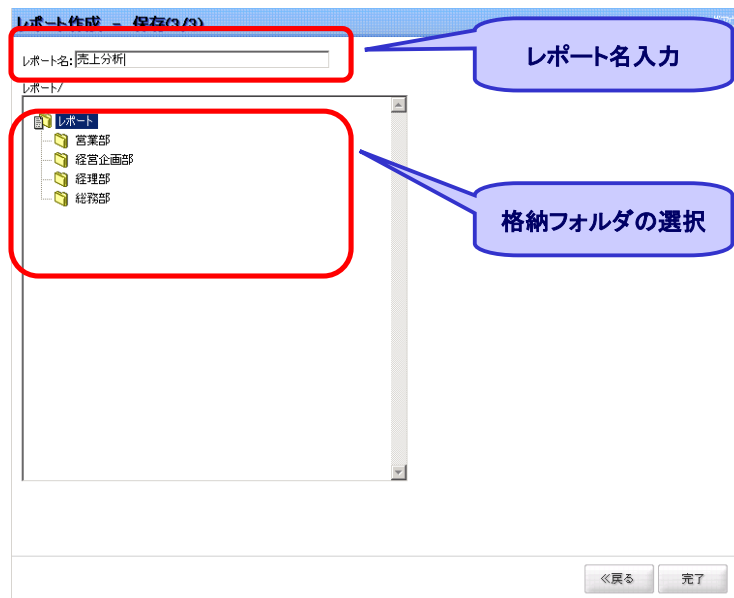 レポート作成 - 保存(3/3)
レポート名: 売上分析
レポート名入力
レポート/
レポート
営業部
経営企画部
経理部
総務部
格納フォルダの選択
≪戻る
完了